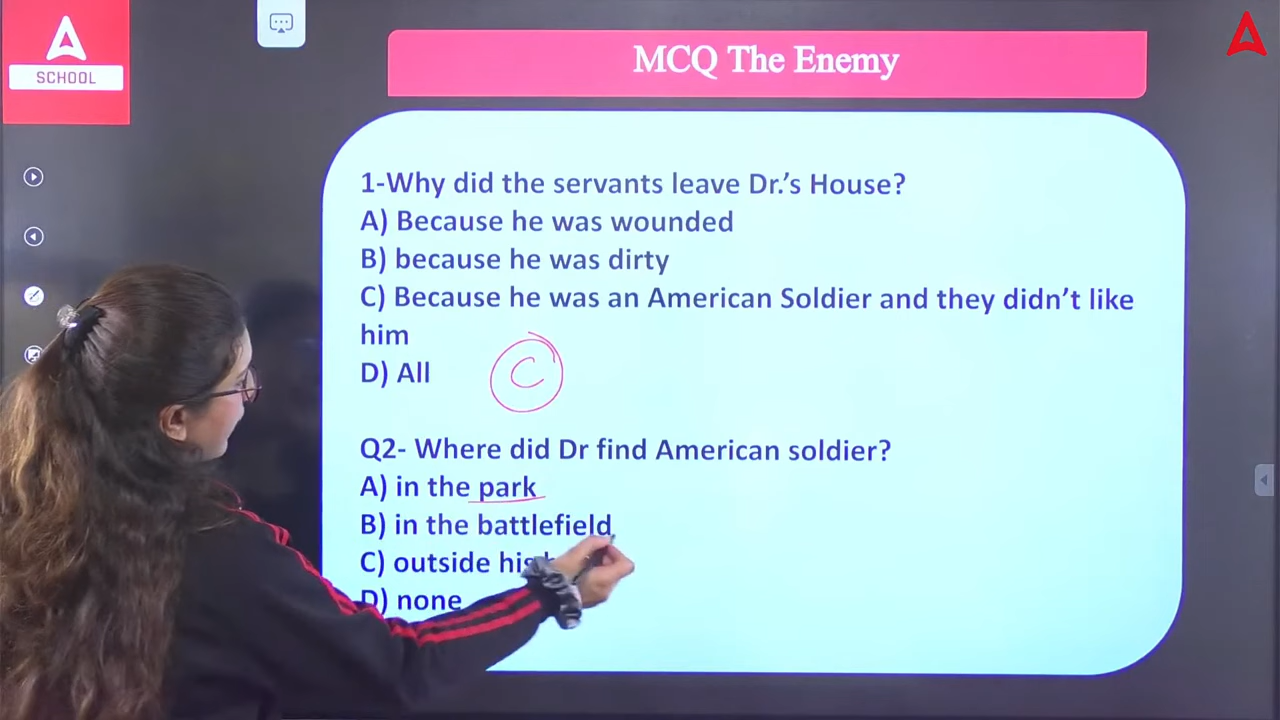 SCHOOL
MCQ The Enemy
1-Why did the servants leave Dr.'s House?
A) Because he was wounded
B) because he was dirty
C) Because he was an American Soldier and they didn't like
him
D) All
C
Q2- Where did Dr find American soldier?
A) in the park
B) in the battlefield
C) outside his
D) none